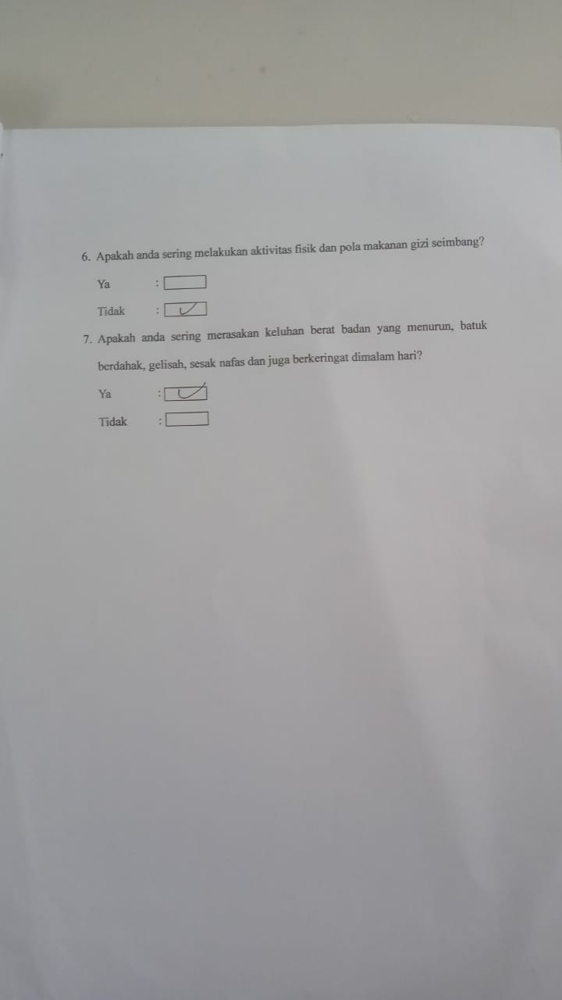 6. Apakah anda sering melakukan aktivitas fisik dan pola makanan gizi seimbang?
Ya :
Tidak : ✓
7. Apakah anda sering merasakan keluhan berat badan yang menurun, batuk
berdahak, gelisah, sesak nafas dan juga berkeringat dimalam hari?
Ya : ✓
Tidak :